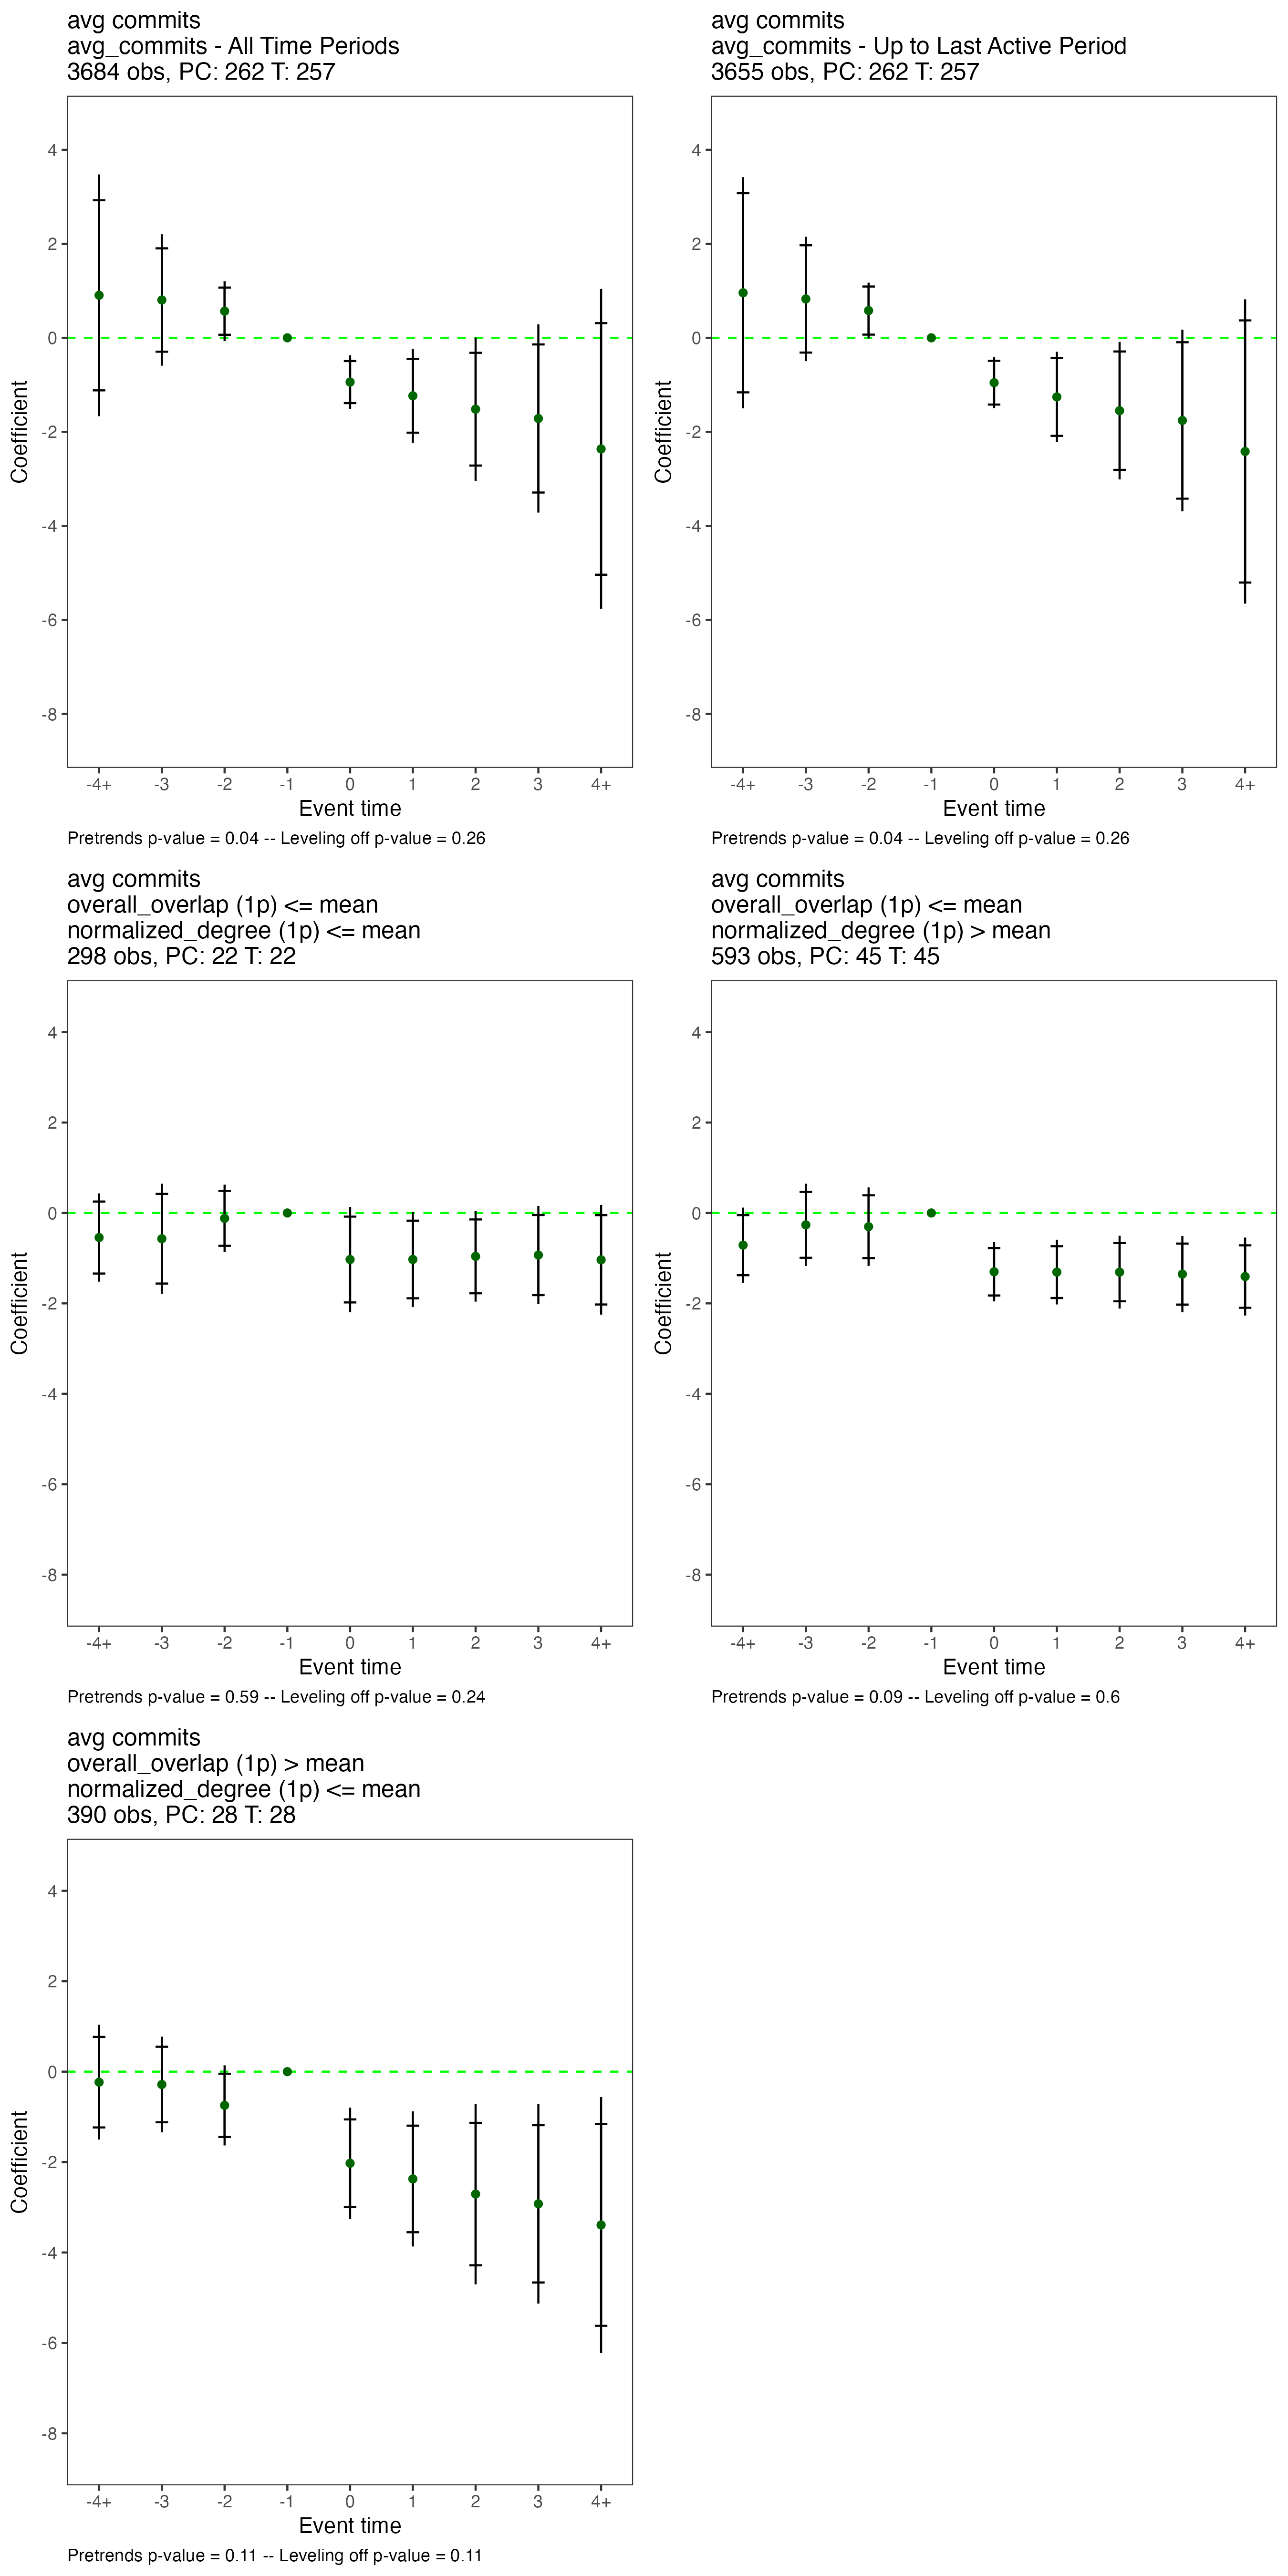 avg commits
avg_commits - All Time Periods
3684 obs, PC: 262 T: 257
4
2
0
-2
-4
-6
-8
Coefficient
-4+ -3 -2 -1 0 1 2 3 4+
Event time
Pretrends p-value = 0.04 -- Leveling off p-value = 0.26
avg commits
avg_commits - Up to Last Active Period
3655 obs, PC: 262 T: 257
4
2
0
-2
-4
-6
-8
Coefficient
-4+ -3 -2 -1 0 1 2 3 4+
Event time
Pretrends p-value = 0.04 -- Leveling off p-value = 0.26
avg commits
overall_overlap (1p) <= mean
normalized_degree (1p) <= mean
298 obs, PC: 22 T: 22
4
2
0
-2
-4
-6
-8
Coefficient
-4+ -3 -2 -1 0 1 2 3 4+
Event time
Pretrends p-value = 0.59 -- Leveling off p-value = 0.24
avg commits
overall_overlap (1p) <= mean
normalized_degree (1p) > mean
593 obs, PC: 45 T: 45
4
2
0
-2
-4
-6
-8
Coefficient
-4+ -3 -2 -1 0 1 2 3 4+
Event time
Pretrends p-value = 0.09 -- Leveling off p-value = 0.6
avg commits
overall_overlap (1p) > mean
normalized_degree (1p) <= mean
390 obs, PC: 28 T: 28
4
2
0
-2
-4
-6
-8
Coefficient
-4+ -3 -2 -1 0 1 2 3 4+
Event time
Pretrends p-value = 0.11 -- Leveling off p-value = 0.11